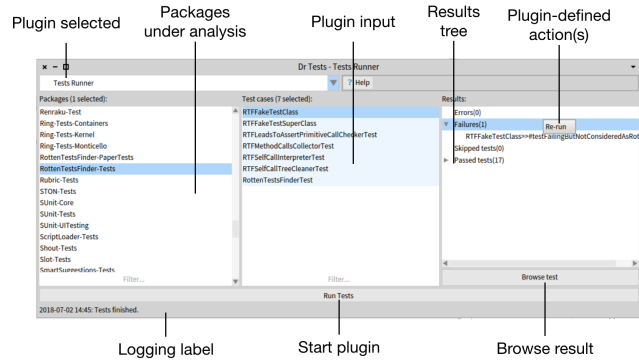 Plugin selected
Packages
under analysis
Plugin input
Results
tree
Plugin-defined
action(s)
Dr Tests - Tests Runner
Tests Runner
? Help
Packages (1 selected):
Renraku-Test
Ring-Tests-Containers
Ring-Tests-Kernel
Ring-Tests-Monticello
RottenTestsFinder-PaperTests
RottenTestsFinder-Tests
Rubric-Tests
STON-Tests
SUnit-Core
SUnit-Tests
SUnit-UITesting
ScriptLoader-Tests
Shout-Tests
Slot-Tests
SmartSuggestions-Tests
Filter...
Test cases (7 selected):
RTFFakeTestClass
RTFFakeTestSuperClass
RTFLeadsToAssertPrimitiveCallCheckerTest
RTFMethodCallsCollectorTest
RTFSelfCallInterpreterTest
RTFSelfCallTreeCleanerTest
RottenTestsFinderTest
Filter...
Results:
Errors(0)
Failures(1)
Re-run
RTFFakeTestClass>>#testFailingButNotConsideredAsRot
Skipped tests(0)
Passed tests(17)
Browse test
Run Tests
2018-07-02 14:45: Tests finished.
Logging label
Start plugin
Browse result